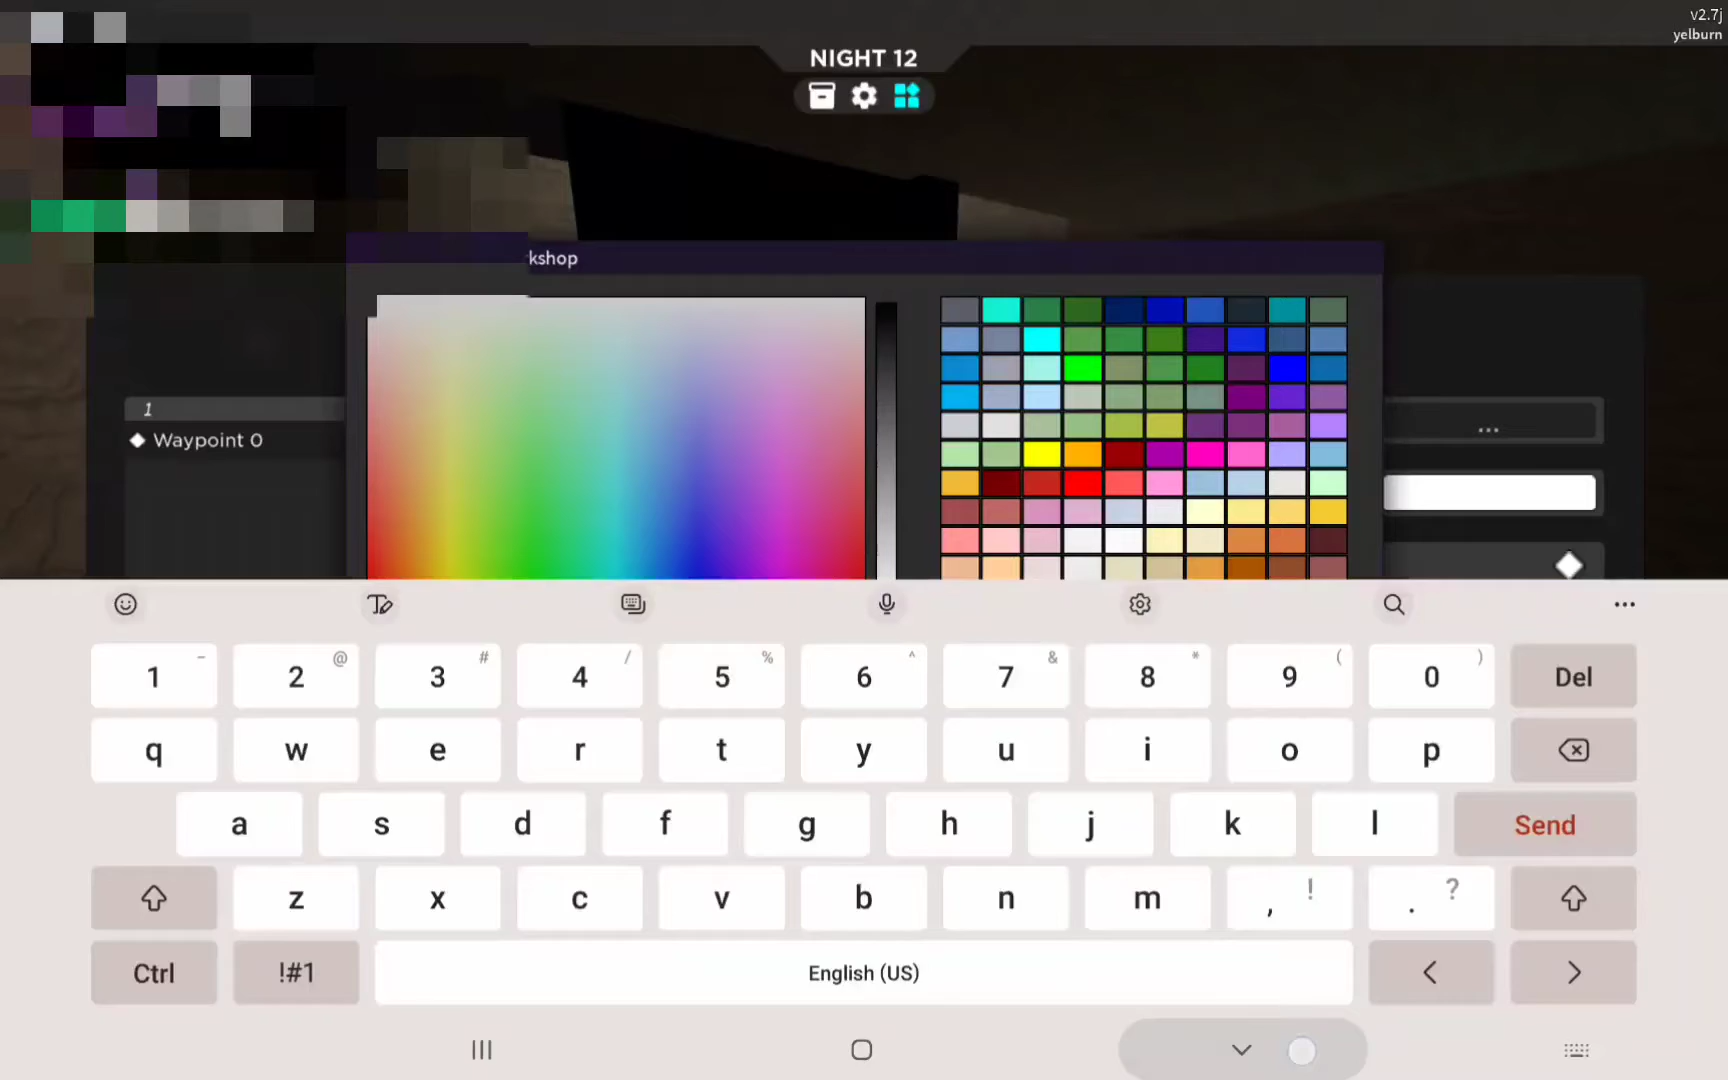 v2.7j
yelburn
NIGHT 12
kshop
1
Waypoint 0
...
1 - 2 @ 3 # 4 / 5 % 6 ^ 7 & 8 * 9 ( 0 ) Del
q w e r t y u i o p
a s d f g h j k l Send
z x c v b n m , ! . ?
Ctrl !#1 English (US) < >